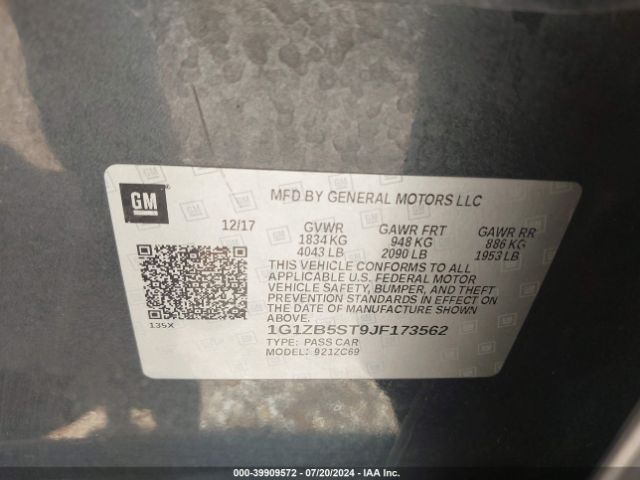 GM
MFD BY GENERAL MOTORS LLC
12/17 GVWR GAWR FRT GAWR RR
1834 KG 948 KG 886 KG
4043 LB 2090 LB 1953 LB
THIS VEHICLE CONFORMS TO ALL
APPLICABLE U.S. FEDERAL MOTOR
VEHICLE SAFETY, BUMPER, AND THEFT
PREVENTION STANDARDS IN EFFECT ON
THE DATE OF MANUFACTURE SHOWN
ABOVE.
135X
1G1ZB5ST9JF173562
TYPE: PASS CAR
MODEL: 921ZC69
000-39909572 / 07/20/2024 / IAA Inc.